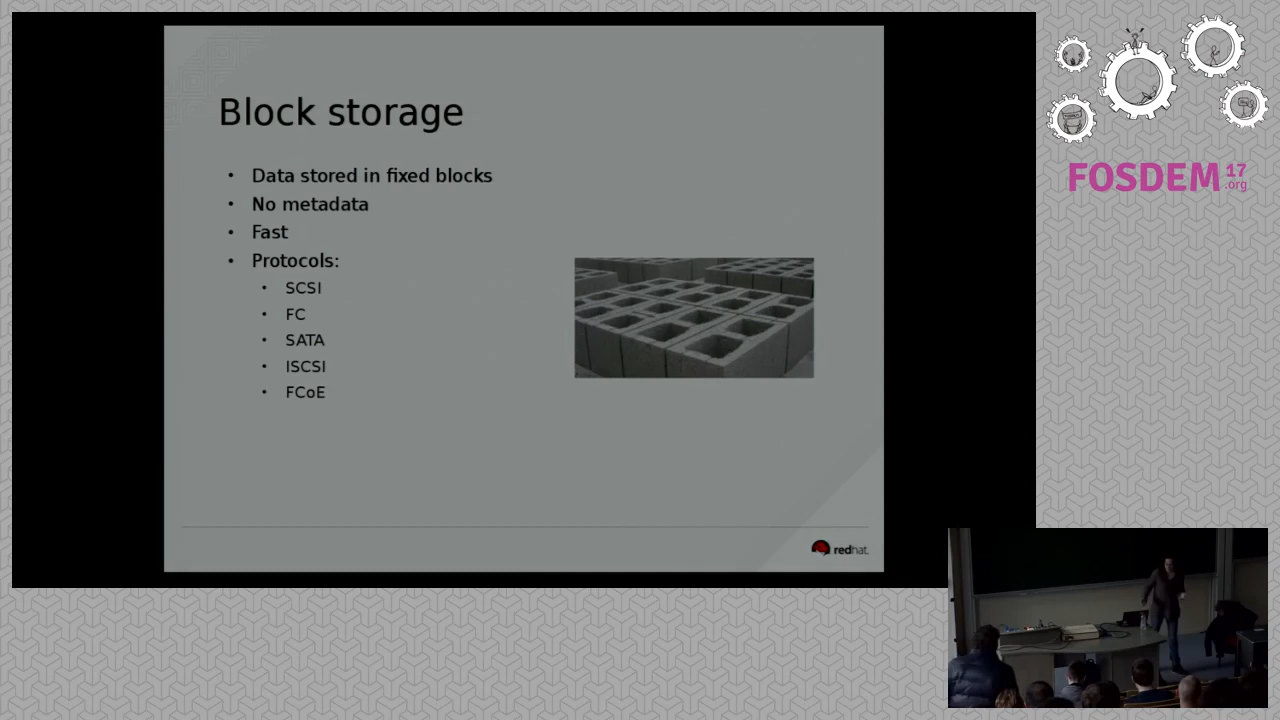 Block storage
• Data stored in fixed blocks
• No metadata
• Fast
• Protocols:
• SCSI
• FC
• SATA
• ISCSI
• FCoE
redhat.
FOSDEM 17
.org